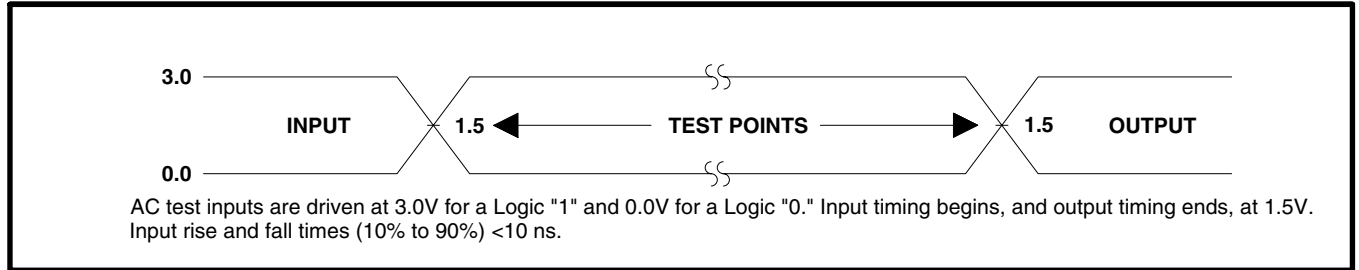 3.0
INPUT 1.5 TEST POINTS 1.5 OUTPUT
0.0
AC test inputs are driven at 3.0V for a Logic "1" and 0.0V for a Logic "0." Input timing begins, and output timing ends, at 1.5V.
Input rise and fall times (10% to 90%) <10 ns.